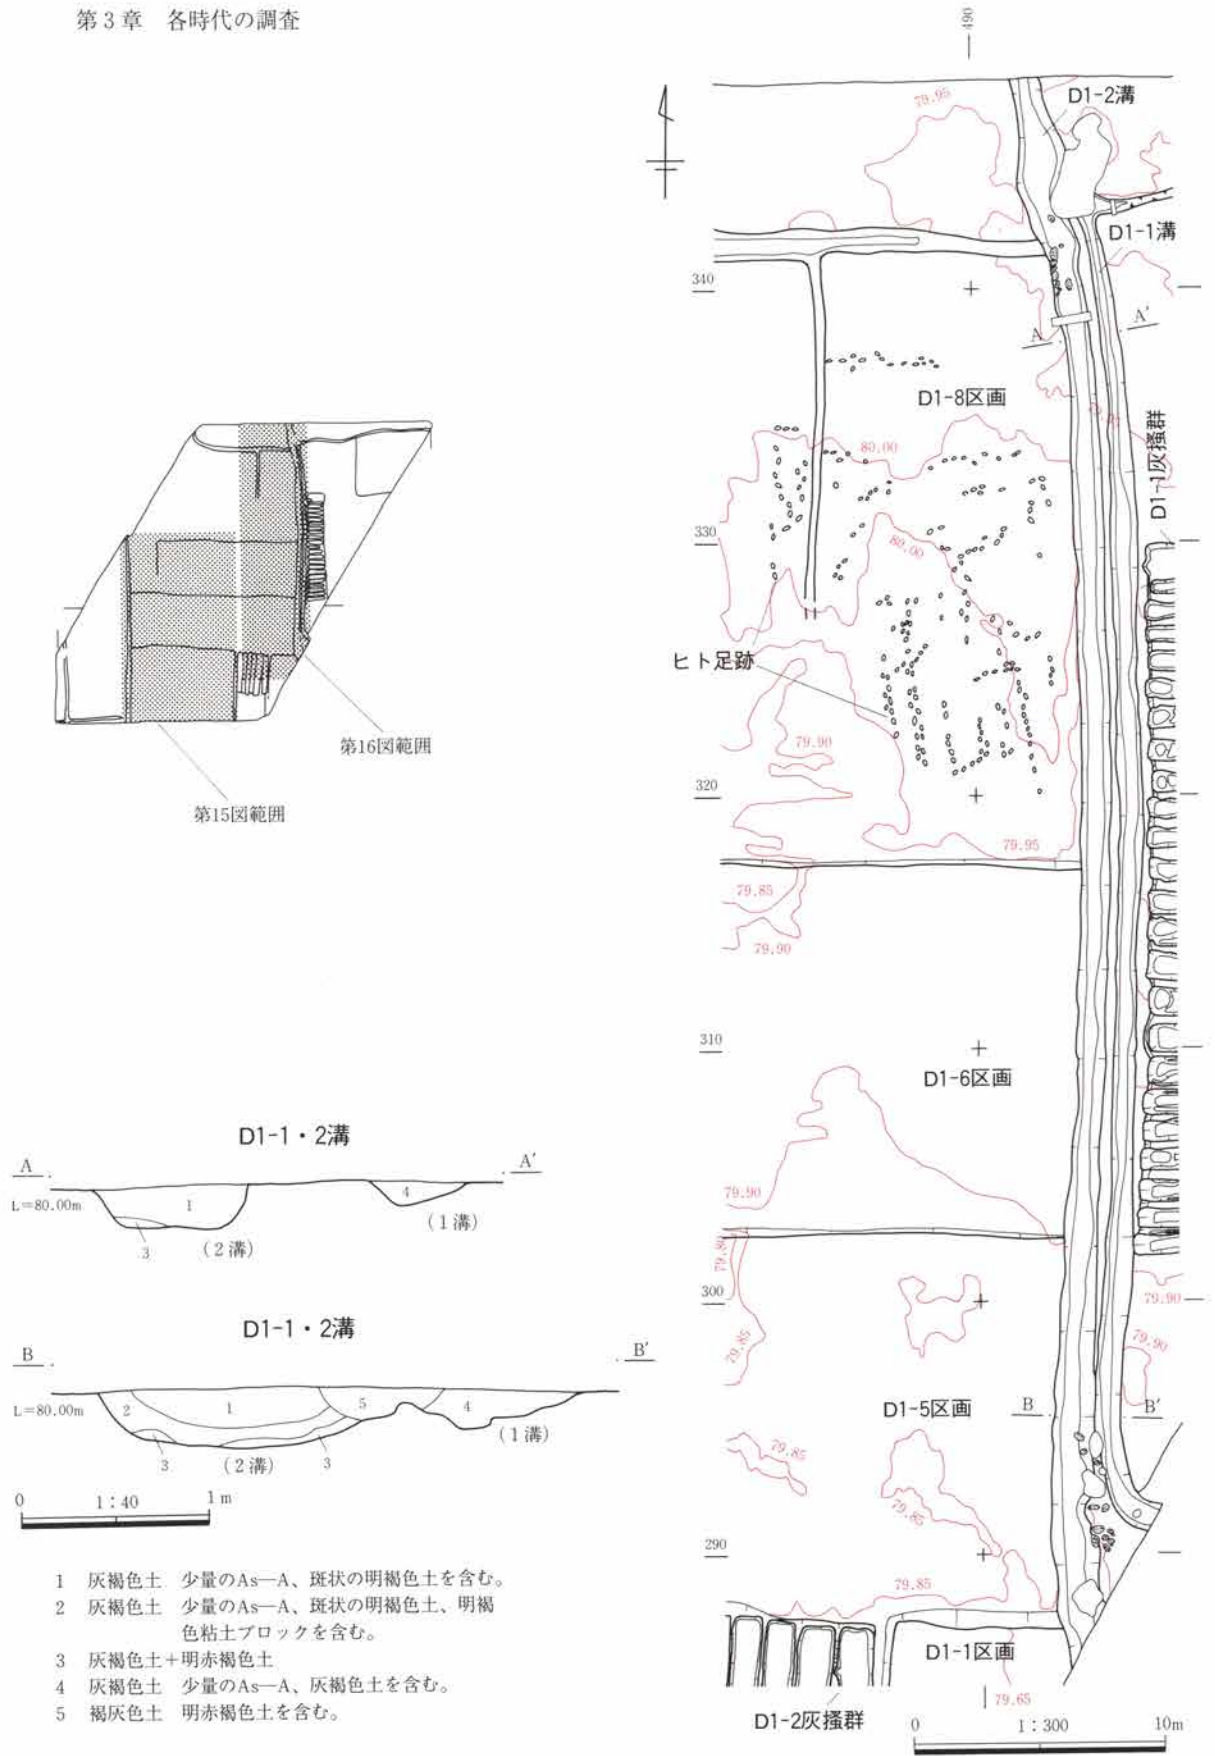 第3章 各時代の調査
490
79.95
D1-2溝
D1-1溝
340
A A'
D1-8区画
80.00
D1-1灰掻群
330
80.00
ヒト足跡
79.90
第16図範囲
第15図範囲
320
79.95
79.85
79.90
310
D1-6区画
D1-1・2溝
A A'
L=80.00m
1
4
(1溝)
3
(2溝)
79.90
79.80
300
79.90
79.85
79.90
D1-1・2溝
B B'
L=80.00m
2 1 5 4
(1溝)
3 (2溝) 3
D1-5区画
B B'
79.85
79.85
0 1:40 1m
290
79.85
1 灰褐色土 少量のAs―A、斑状の明褐色土を含む。
2 灰褐色土 少量のAs―A、斑状の明褐色土、明褐
色粘土ブロックを含む。
3 灰褐色土+明赤褐色土
4 灰褐色土 少量のAs―A、灰褐色土を含む。
5 褐灰色土 明赤褐色土を含む。
D1-1区画
79.65
D1-2灰掻群
0 1:300 10m